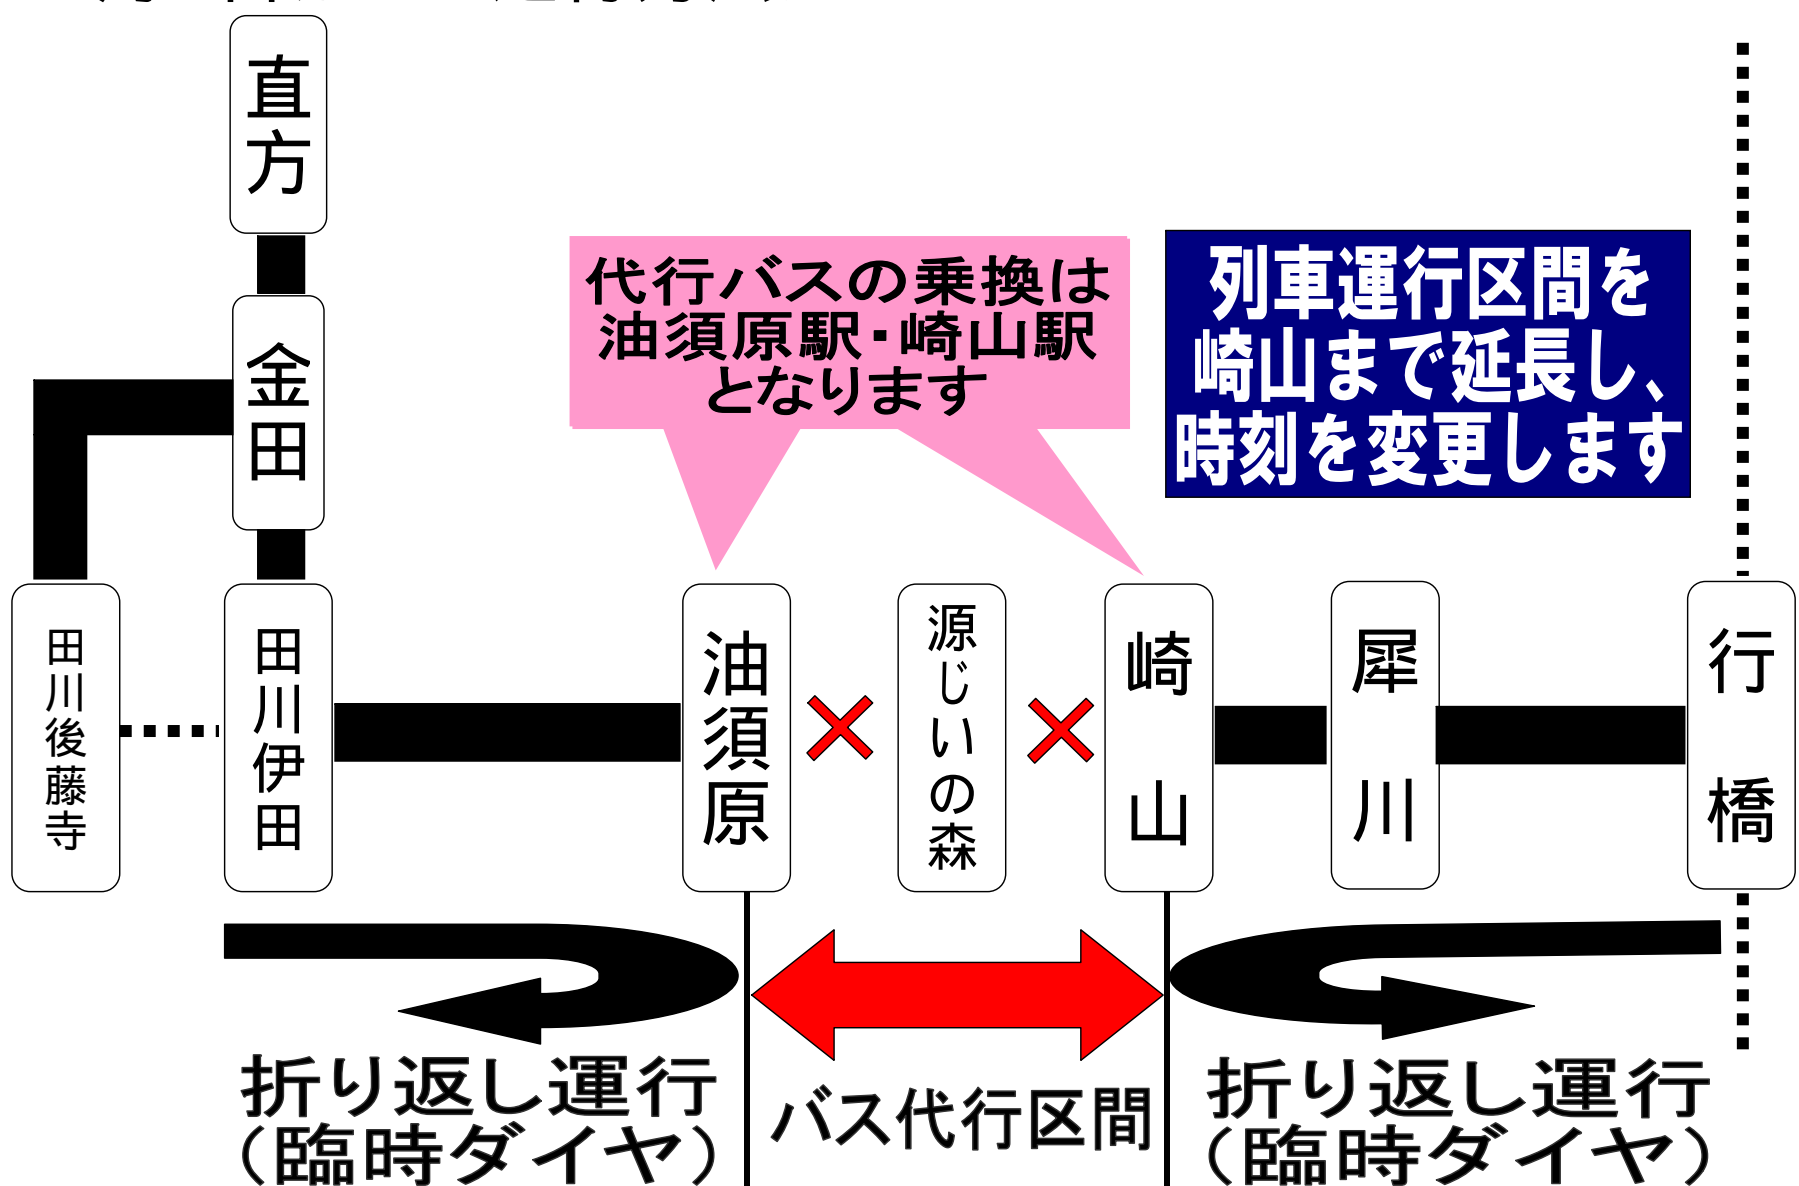 直方
金田
代行バスの乗換は
油須原駅・崎山駅
となります
列車運行区間を
崎山まで延長し、
時刻を変更します
田川後藤寺
田川伊田
油須原
源じいの森
崎山
犀川
行橋
折り返し運行
（臨時ダイヤ）
バス代行区間
折り返し運行
（臨時ダイヤ）